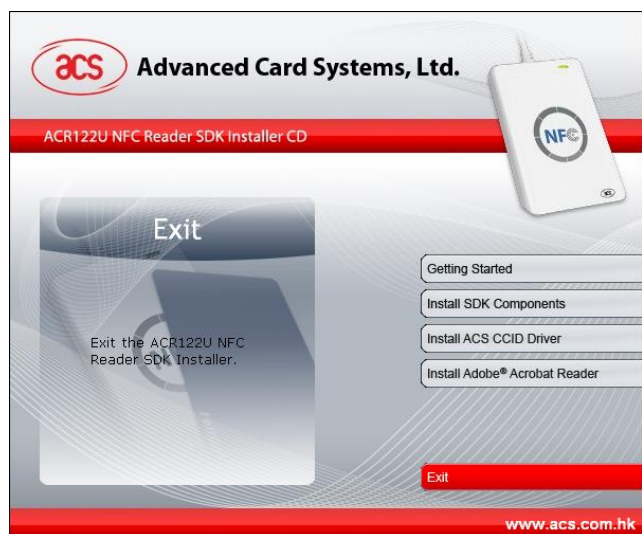 acs
Advanced Card Systems, Ltd.
ACR122U NFC Reader SDK Installer CD
NFC
acs
Exit
Exit the ACR122U NFC
Reader SDK Installer.
Getting Started
Install SDK Components
Install ACS CCID Driver
Install Adobe® Acrobat Reader
Exit
www.acs.com.hk